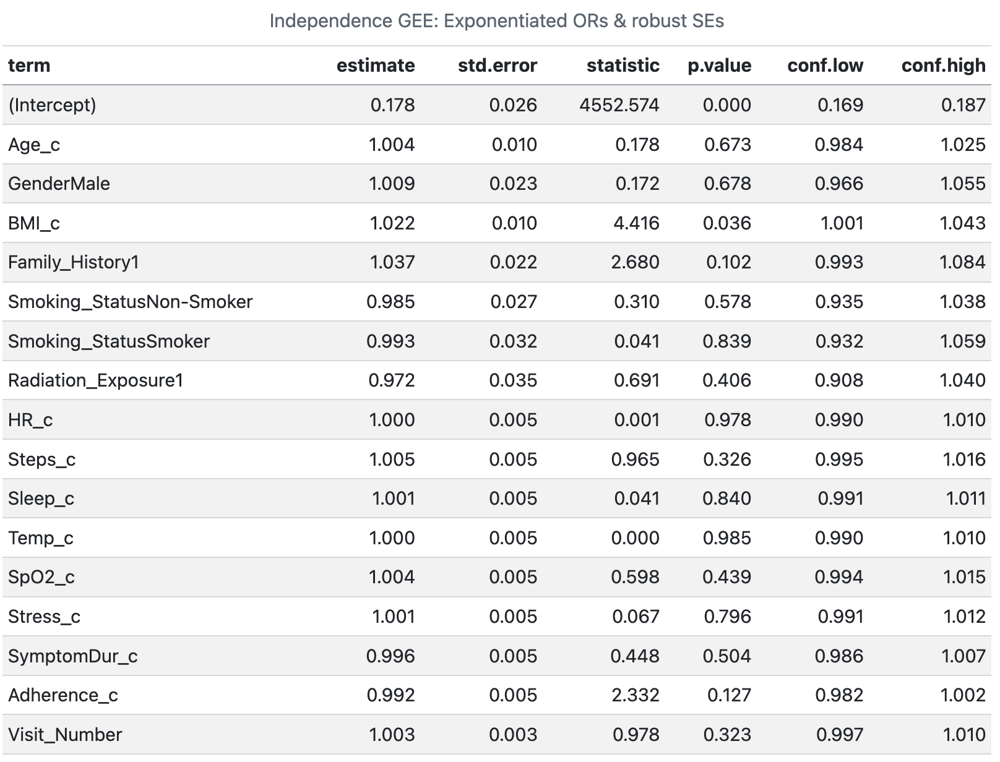 Independence GEE: Exponentiated ORs & robust SEs
term estimate std.error statistic p.value conf.low conf.high
(Intercept) 0.178 0.026 4552.574 0.000 0.169 0.187
Age_c 1.004 0.010 0.178 0.673 0.984 1.025
GenderMale 1.009 0.023 0.172 0.678 0.966 1.055
BMI_c 1.022 0.010 4.416 0.036 1.001 1.043
Family_History1 1.037 0.022 2.680 0.102 0.993 1.084
Smoking_StatusNon-Smoker 0.985 0.027 0.310 0.578 0.935 1.038
Smoking_StatusSmoker 0.993 0.032 0.041 0.839 0.932 1.059
Radiation_Exposure1 0.972 0.035 0.691 0.406 0.908 1.040
HR_c 1.000 0.005 0.001 0.978 0.990 1.010
Steps_c 1.005 0.005 0.965 0.326 0.995 1.016
Sleep_c 1.001 0.005 0.041 0.840 0.991 1.011
Temp_c 1.000 0.005 0.000 0.985 0.990 1.010
SpO2_c 1.004 0.005 0.598 0.439 0.994 1.015
Stress_c 1.001 0.005 0.067 0.796 0.991 1.012
SymptomDur_c 0.996 0.005 0.448 0.504 0.986 1.007
Adherence_c 0.992 0.005 2.332 0.127 0.982 1.002
Visit_Number 1.003 0.003 0.978 0.323 0.997 1.010